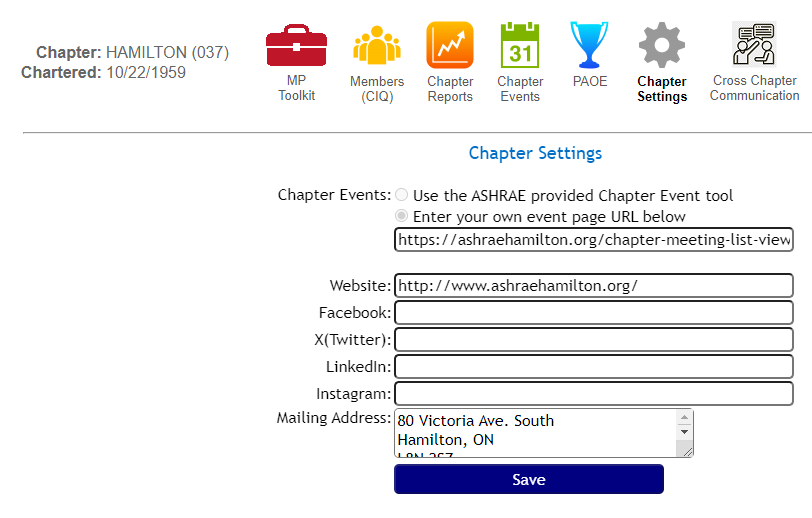 Chapter: HAMILTON (037)
Chartered: 10/22/1959
MP Toolkit
Members (CIQ)
Chapter Reports
31
Chapter Events
PAOE
Chapter Settings
Cross Chapter Communication
Chapter Settings
Chapter Events: Use the ASHRAE provided Chapter Event tool
Enter your own event page URL below
https://ashraehamilton.org/chapter-meeting-list-view
Website: http://www.ashraehamilton.org/
Facebook:
X(Twitter):
LinkedIn:
Instagram:
Mailing Address: 80 Victoria Ave. South
Hamilton, ON
Save